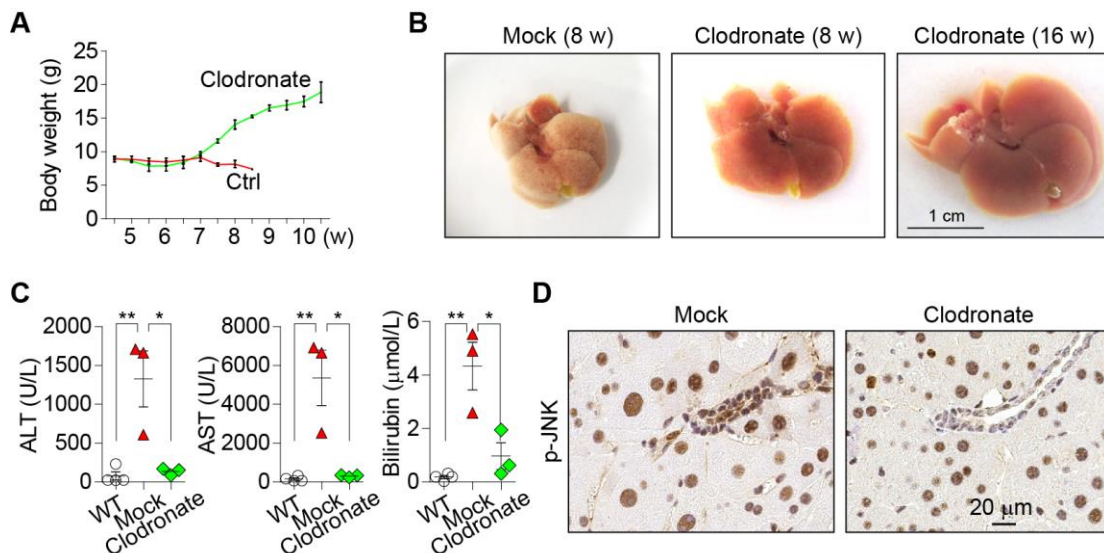 A
Body weight (g)
25
20
15
10
5
0
Clodronate
Ctrl
5 6 7 8 9 10 (w)
B
Mock (8 w)
Clodronate (8 w)
Clodronate (16 w)
1 cm
C
ALT (U/L)
2000
1500
1000
500
0
** *
WT
Mock
Clodronate
AST (U/L)
8000
6000
4000
2000
0
** *
WT
Mock
Clodronate
Bilirubin (μmol/L)
6
4
2
0
** *
WT
Mock
Clodronate
D
Mock
Clodronate
p-JNK
20 μm